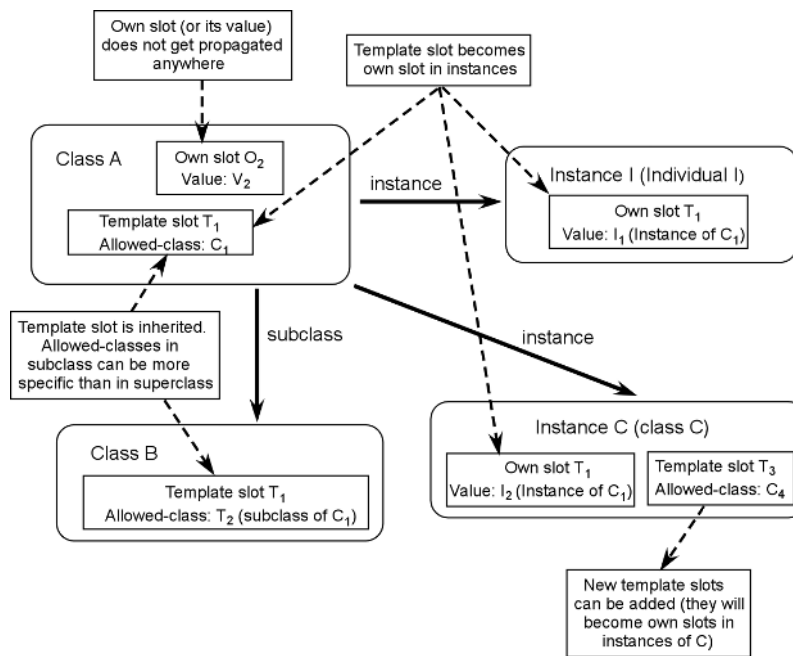 Own slot (or its value)
does not get propagated
anywhere
Template slot becomes
own slot in instances
Class A
Own slot O₂
Value: V₂
Template slot T₁
Allowed-class: C₁
instance
Instance I (Individual I)
Own slot T₁
Value: I₁ (Instance of C₁)
Template slot is inherited.
Allowed-classes in
subclass can be more
specific than in superclass
subclass
instance
Class B
Template slot T₁
Allowed-class: T₂ (subclass of C₁)
Instance C (class C)
Own slot T₁
Value: I₂ (Instance of C₁)
Template slot T₃
Allowed-class: C₄
New template slots
can be added (they will
become own slots in
instances of C)